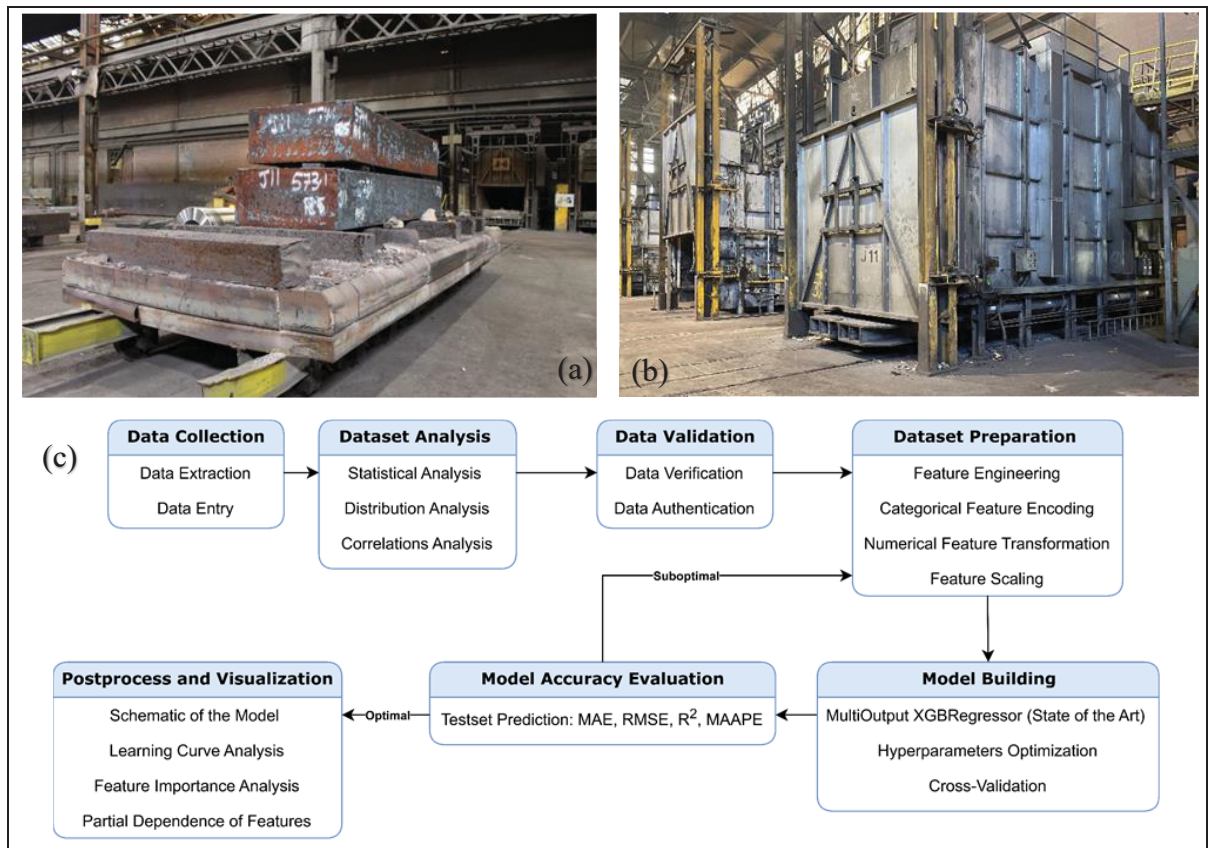 J11 573
(a)
J11
(b)
(c)
Data Collection
Data Extraction
Data Entry
Dataset Analysis
Statistical Analysis
Distribution Analysis
Correlations Analysis
Data Validation
Data Verification
Data Authentication
Dataset Preparation
Feature Engineering
Categorical Feature Encoding
Numerical Feature Transformation
Feature Scaling
Suboptimal
Postprocess and Visualization
Schematic of the Model
Learning Curve Analysis
Feature Importance Analysis
Partial Dependence of Features
Optimal
Model Accuracy Evaluation
Testset Prediction: MAE, RMSE, R², MAAPE
Model Building
MultiOutput XGBRegressor (State of the Art)
Hyperparameters Optimization
Cross-Validation